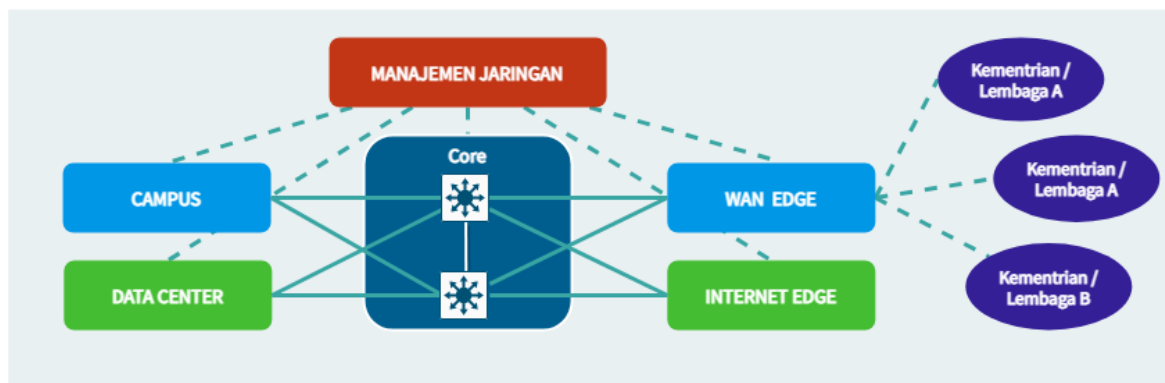 MANAJEMEN JARINGAN
Kementrian /
Lembaga A
Core
Kementrian /
Lembaga A
CAMPUS
WAN EDGE
DATA CENTER
INTERNET EDGE
Kementrian /
Lembaga B